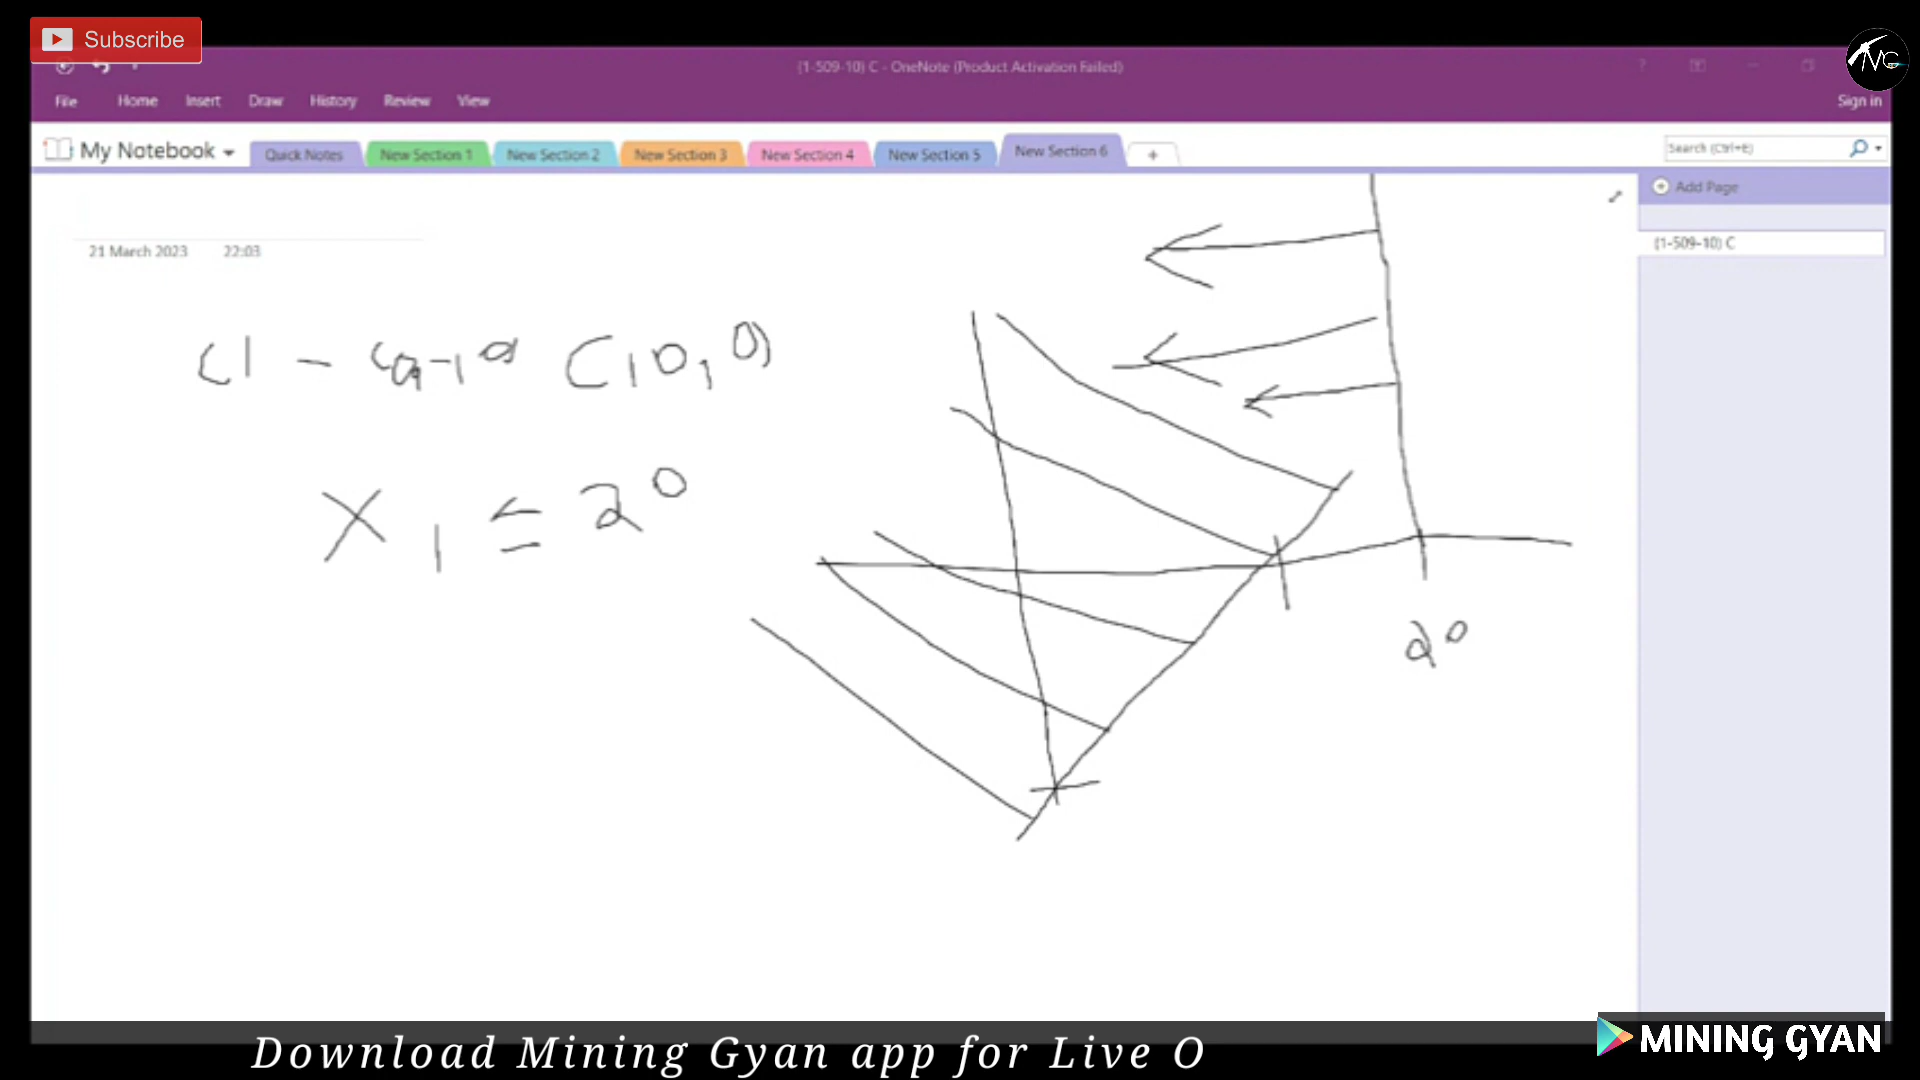 Subscribe
(1-509-10) C - OneNote (Product Activation Failed)
File Home Insert Draw History Review View
Sign in
My Notebook Quick Notes New Section 1 New Section 2 New Section 3 New Section 4 New Section 5 New Section 6 +
Search (Ctrl+E)
Add Page
(1-509-10) C
21 March 2023 22:03
(10,0)
X1 ≤ 20
20
Download Mining Gyan app for Live O
MINING GYAN